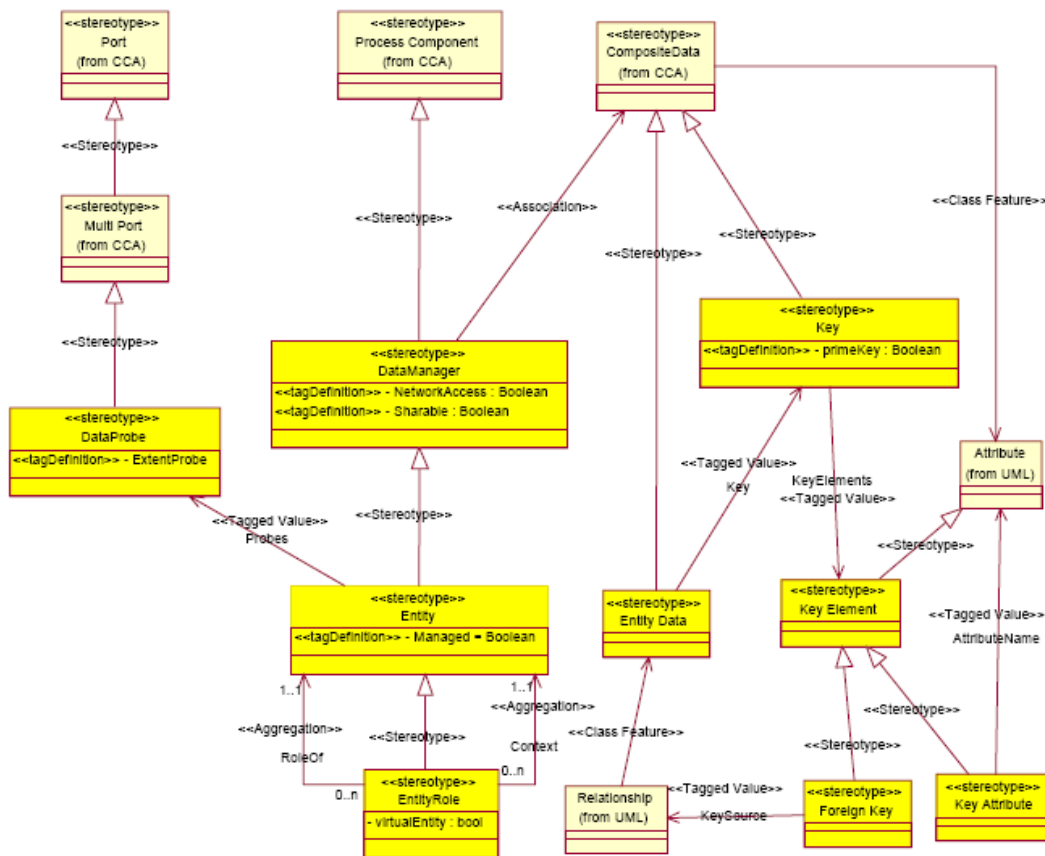 <<stereotype>>
Port
(from CCA)
<<stereotype>>
Process Component
(from CCA)
<<stereotype>>
CompositeData
(from CCA)
<<Stereotype>>
<<stereotype>>
Multi Port
(from CCA)
<<Stereotype>>
<<Association>>
<<Class Feature>>
<<Stereotype>>
<<Stereotype>>
<<Stereotype>>
<<stereotype>>
Key
<<tagDefinition>> - primeKey : Boolean
<<stereotype>>
DataManager
<<tagDefinition>> - NetworkAccess : Boolean
<<tagDefinition>> - Sharable : Boolean
<<stereotype>>
DataProbe
<<tagDefinition>> - ExtentProbe
Attribute
(from UML)
<<Tagged Value>>
Key
KeyElements
<<Tagged Value>>
<<Tagged Value>>
Probes
<<Stereotype>>
<<Stereotype>>
<<stereotype>>
Entity
<<tagDefinition>> - Managed = Boolean
<<stereotype>>
Entity Data
<<stereotype>>
Key Element
<<Tagged Value>>
AttributeName
1..1
1..1
<<Aggregation>>
RoleOf
<<Stereotype>>
<<Aggregation>>
Context
<<Class Feature>>
<<Stereotype>>
<<Stereotype>>
0..n
0..n
<<stereotype>>
EntityRole
- virtualEntity : bool
Relationship
(from UML)
<<Tagged Value>>
KeySource
<<stereotype>>
Foreign Key
<<stereotype>>
Key Attribute